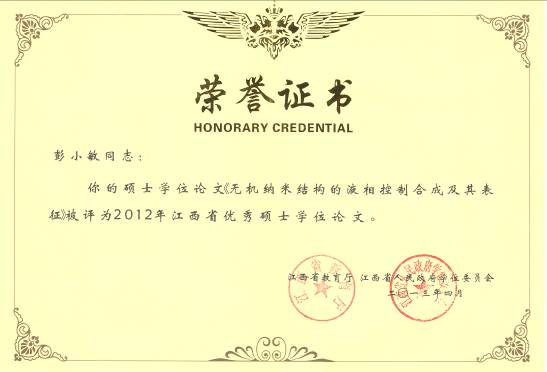 荣誉证书
HONORARY CREDENTIAL
彭小敏同志：
你的硕士学位论文《无机纳米结构的液相控制合成及其表
征》被评为2012年江西省优秀硕士学位论文。
江西省教育厅 江西省人民政府学位委员会
二〇一三年四月